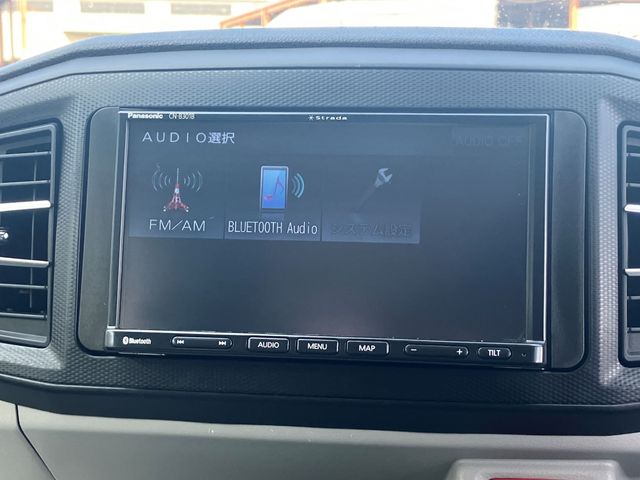 Panasonic CN-B301B
Strada
AUDIO選択
AUDIO OFF
FM/AM
BLUETOOTH Audio
システム設定
Bluetooth
AUDIO
MENU
MAP
− +
TILT